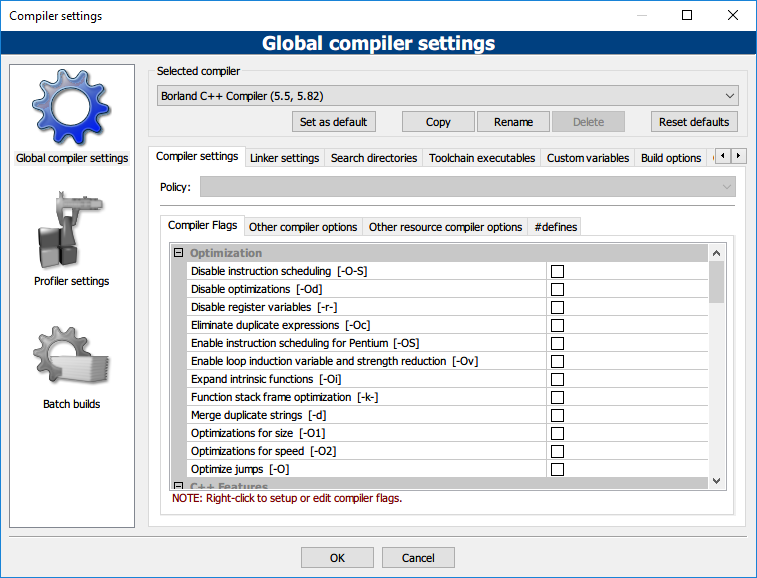 Compiler settings
Global compiler settings
Global compiler settings
Profiler settings
Batch builds
Selected compiler
Borland C++ Compiler (5.5, 5.82)
Set as default Copy Rename Delete Reset defaults
Compiler settings Linker settings Search directories Toolchain executables Custom variables Build options
Policy:
Compiler Flags Other compiler options Other resource compiler options #defines
Optimization
Disable instruction scheduling [-O-S]
Disable optimizations [-Od]
Disable register variables [-r-]
Eliminate duplicate expressions [-Oc]
Enable instruction scheduling for Pentium [-OS]
Enable loop induction variable and strength reduction [-Ov]
Expand intrinsic functions [-Oi]
Function stack frame optimization [-k-]
Merge duplicate strings [-d]
Optimizations for size [-O1]
Optimizations for speed [-O2]
Optimize jumps [-O]
C++ Features
NOTE: Right-click to setup or edit compiler flags.
OK Cancel